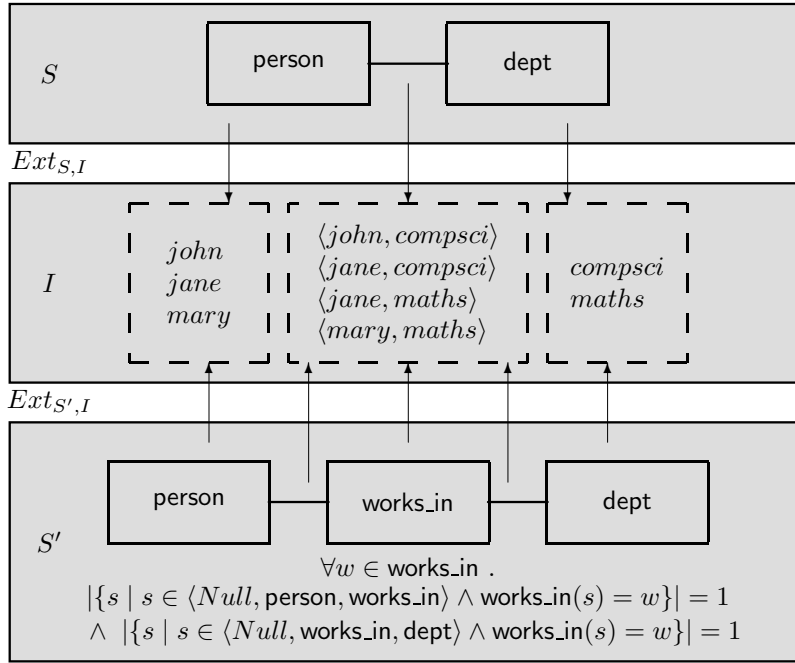 person dept
S
Ext_{S,I}
⟨john, compsci⟩
john ⟨jane, compsci⟩ compsci
I jane ⟨jane, maths⟩ maths
mary ⟨mary, maths⟩
Ext_{S′,I}
person works_in dept
S′
∀w ∈ works_in .
|{s | s ∈ ⟨Null, person, works_in⟩ ∧ works_in(s) = w}| = 1
∧ |{s | s ∈ ⟨Null, works_in, dept⟩ ∧ works_in(s) = w}| = 1